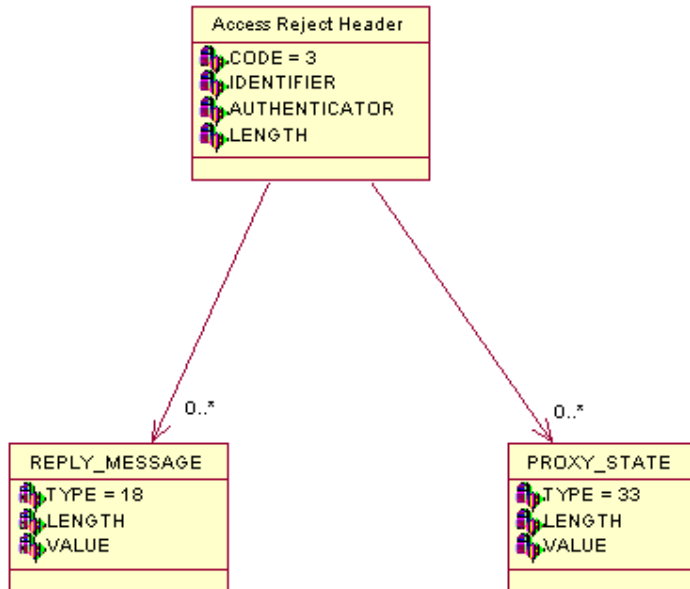 Access Reject Header
CODE = 3
IDENTIFIER
AUTHENTICATOR
LENGTH
0..*
0..*
REPLY_MESSAGE
TYPE = 18
LENGTH
VALUE
PROXY_STATE
TYPE = 33
LENGTH
VALUE